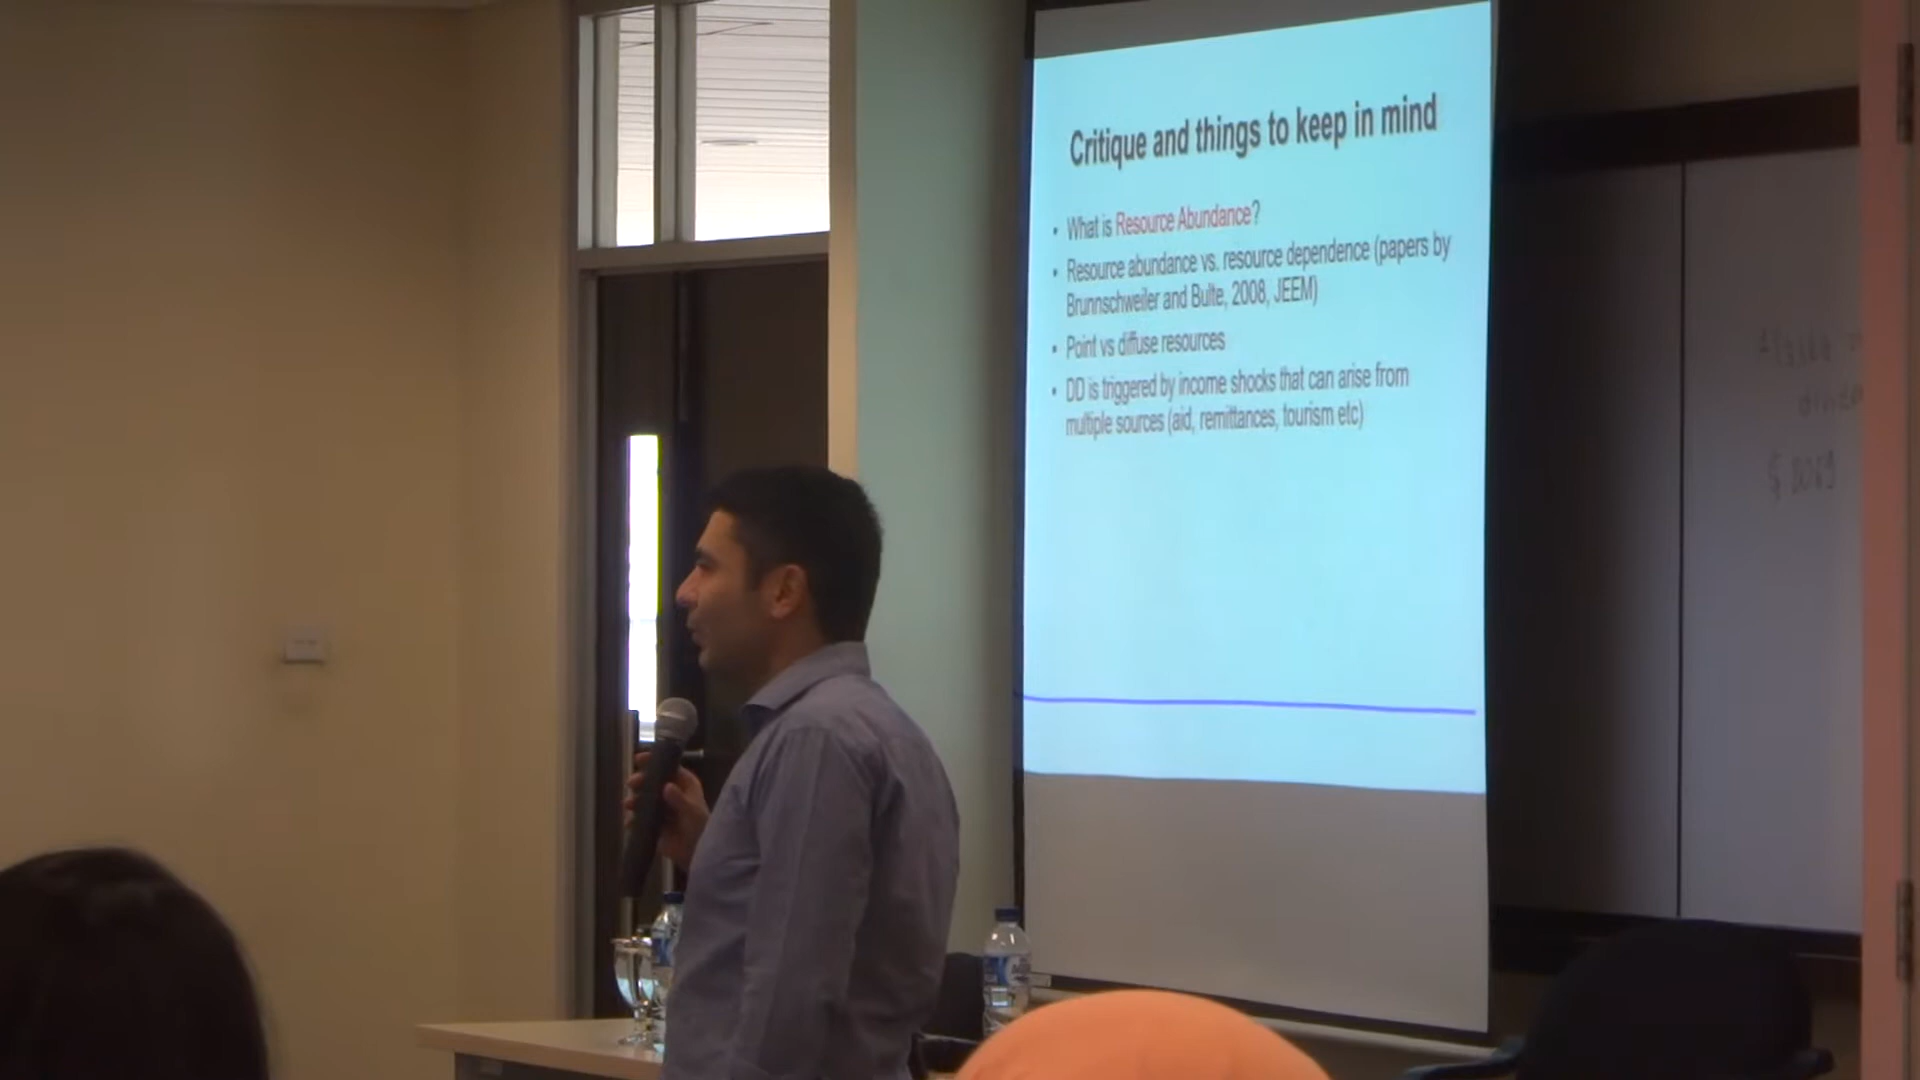 Critique and things to keep in mind
• What is Resource Abundance?
• Resource abundance vs. resource dependence (papers by
Brunnschweiler and Bulte, 2008, JEEM)
• Point vs diffuse resources
• DD is triggered by income shocks that can arise from
multiple sources (aid, remittances, tourism etc)